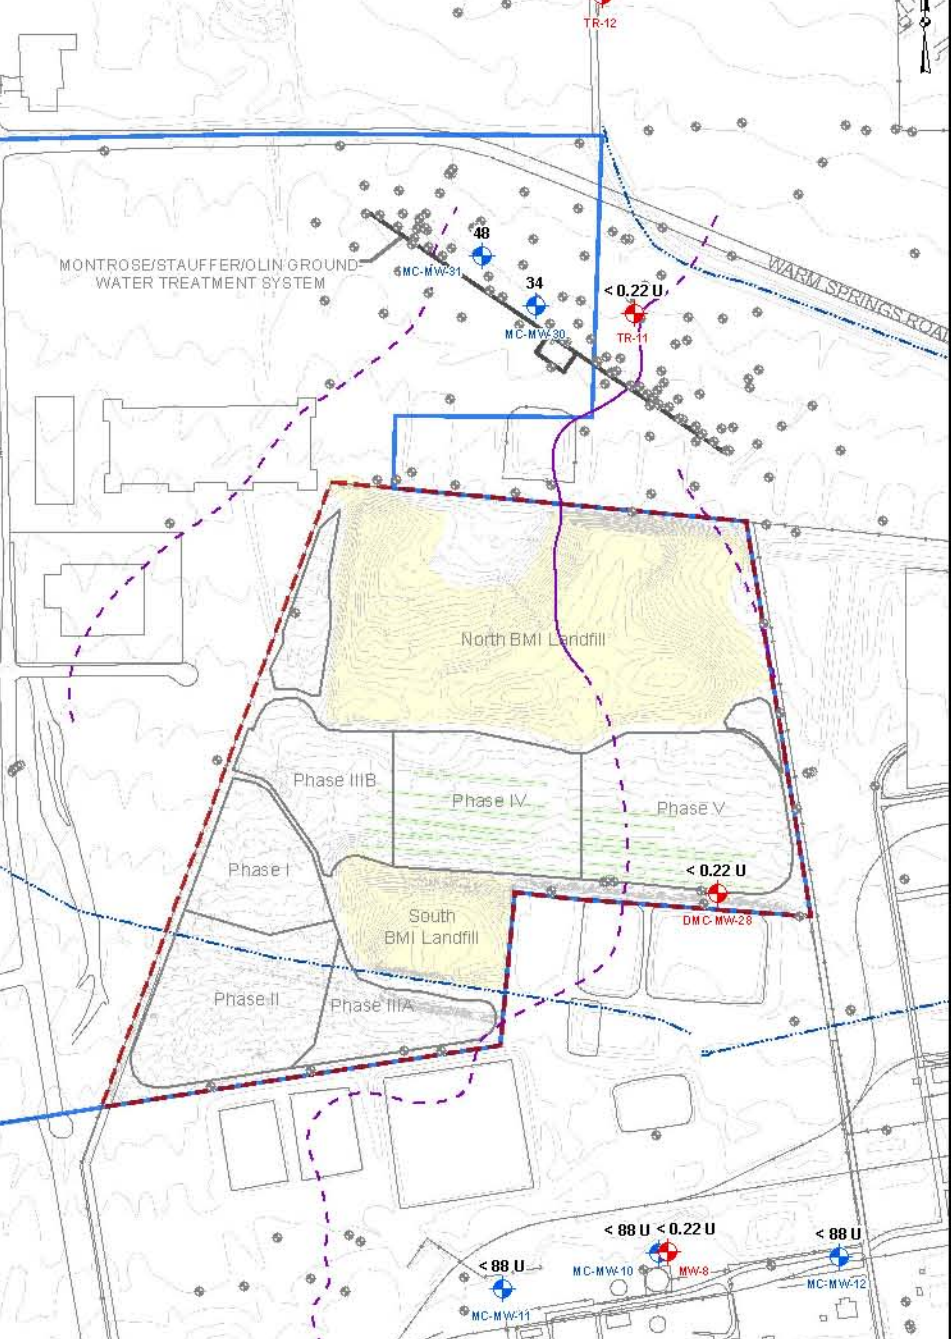 TR-12
48
MONTROSE/STAUFFER/OLIN GROUND-
WATER TREATMENT SYSTEM
MC-MW-31
WARM SPRINGS ROAD
34
< 0.22 U
MC-MW-30
TR-11
North BMI Landfill
Phase IIIB
Phase IV
Phase V
Phase I
< 0.22 U
South
BMI Landfill
DMC-MW-28
Phase II
Phase IIIA
< 88 U
< 0.22 U
< 88 U
< 88 U
MC-MW-10
MW-8
MC-MW-12
MC-MW-11